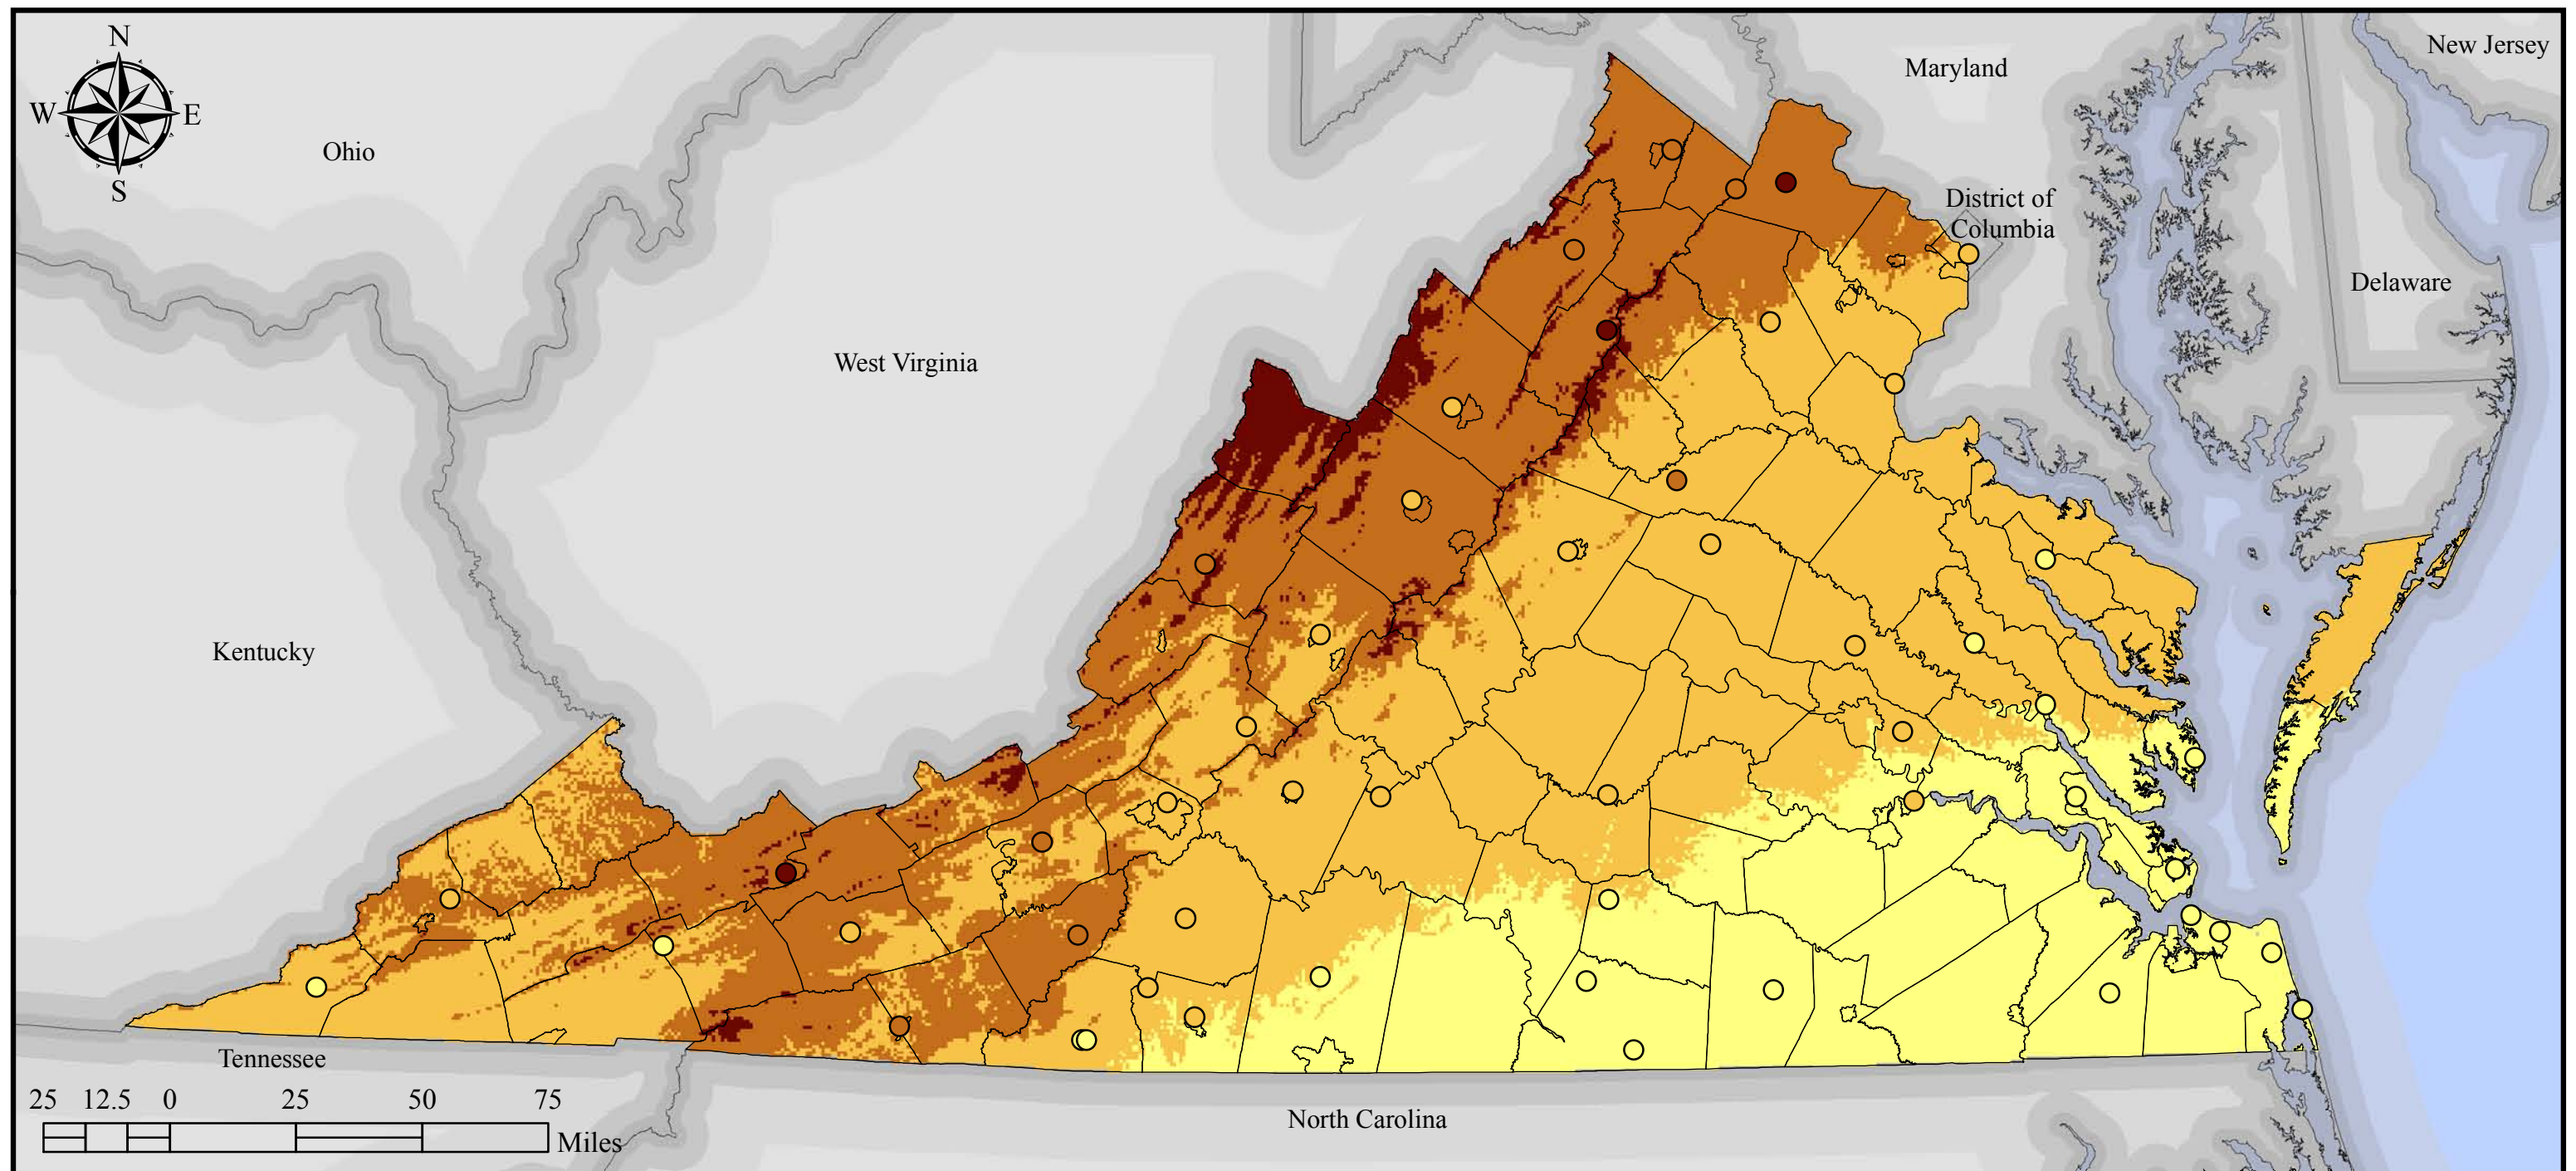 N
New Jersey
Maryland
W
E
Ohio
S
District of
Columbia
Delaware
West Virginia
Kentucky
Tennessee
25 12.5 0 25 50 75
Miles
North Carolina